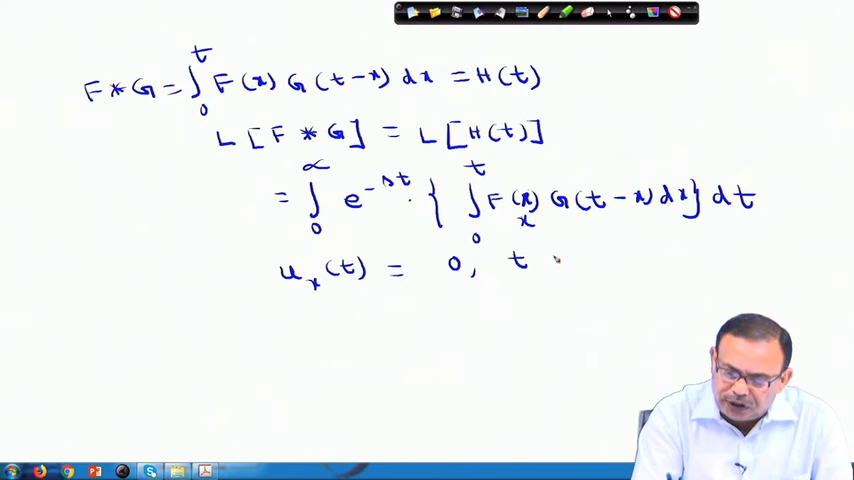 F * G = ∫₀ᵗ F(x) G(t-x) dx = H(t)
L [F * G] = L [H(t)]
= ∫₀^∝ e^{-st} · { ∫₀ᵗ F(x) G(t-x) dx } dt
x
uₓ(t) = 0, t